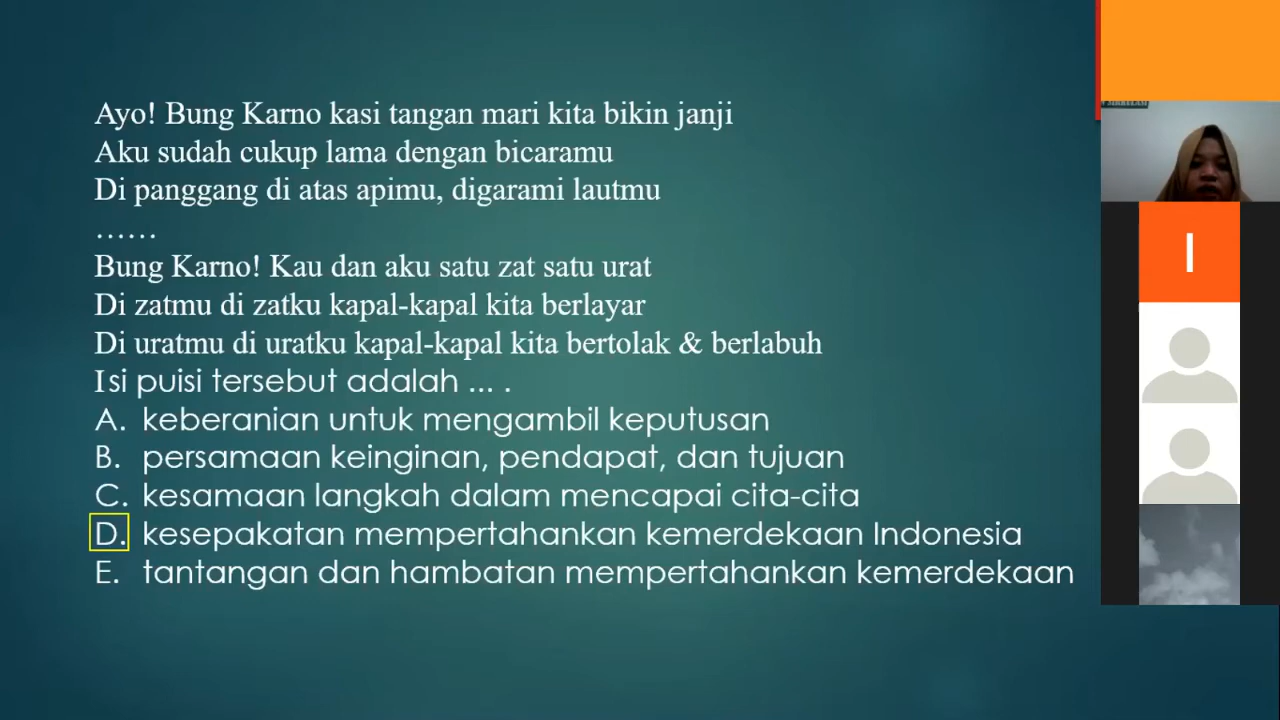 Ayo! Bung Karno kasi tangan mari kita bikin janji
Aku sudah cukup lama dengan bicaramu
Di panggang di atas apimu, digarami lautmu
……
Bung Karno! Kau dan aku satu zat satu urat
Di zatmu di zatku kapal-kapal kita berlayar
Di uratmu di uratku kapal-kapal kita bertolak & berlabuh
Isi puisi tersebut adalah ... .
A. keberanian untuk mengambil keputusan
B. persamaan keinginan, pendapat, dan tujuan
C. kesamaan langkah dalam mencapai cita-cita
D. kesepakatan mempertahankan kemerdekaan Indonesia
E. tantangan dan hambatan mempertahankan kemerdekaan
I